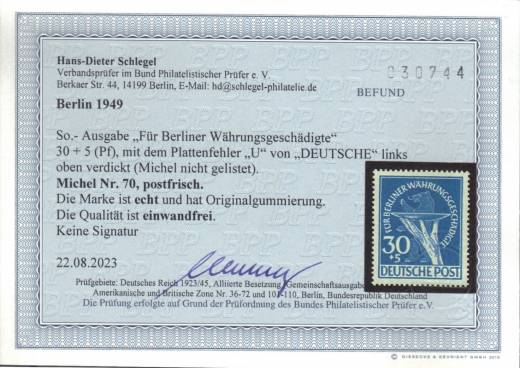 Hans-Dieter Schlegel
Verbandsprüfer im Bund Philatelistischer Prüfer e. V.
Berkaer Str. 44, 14199 Berlin, E-Mail: hd@schlegel-philatelie.de
030744
BEFUND
Berlin 1949
So.- Ausgabe „Für Berliner Währungsgeschädigte“
30 + 5 (Pf), mit dem Plattenfehler „U“ von „DEUTSCHE“ links
oben verdickt (Michel nicht gelistet).
Michel Nr. 70, postfrisch.
Die Marke ist echt und hat Originalgummierung.
Die Qualität ist einwandfrei.
Keine Signatur
FÜR BERLINER WÄHRUNGSGESCHÄDIGTE
30
+5
DEUTSCHE POST
22.08.2023
Prüfgebiete: Deutsches Reich 1923/45, Alliierte Besetzung, Gemeinschaftsausgaben
Amerikanische und Britische Zone Nr. 36-72 und 101-110, Berlin, Bundesrepublik Deutschland
Die Prüfung erfolgte auf Grund der Prüfordnung des Bundes Philatelistischer Prüfer e.V.
© GIESECKE & DEVRIENT GMBH 2010